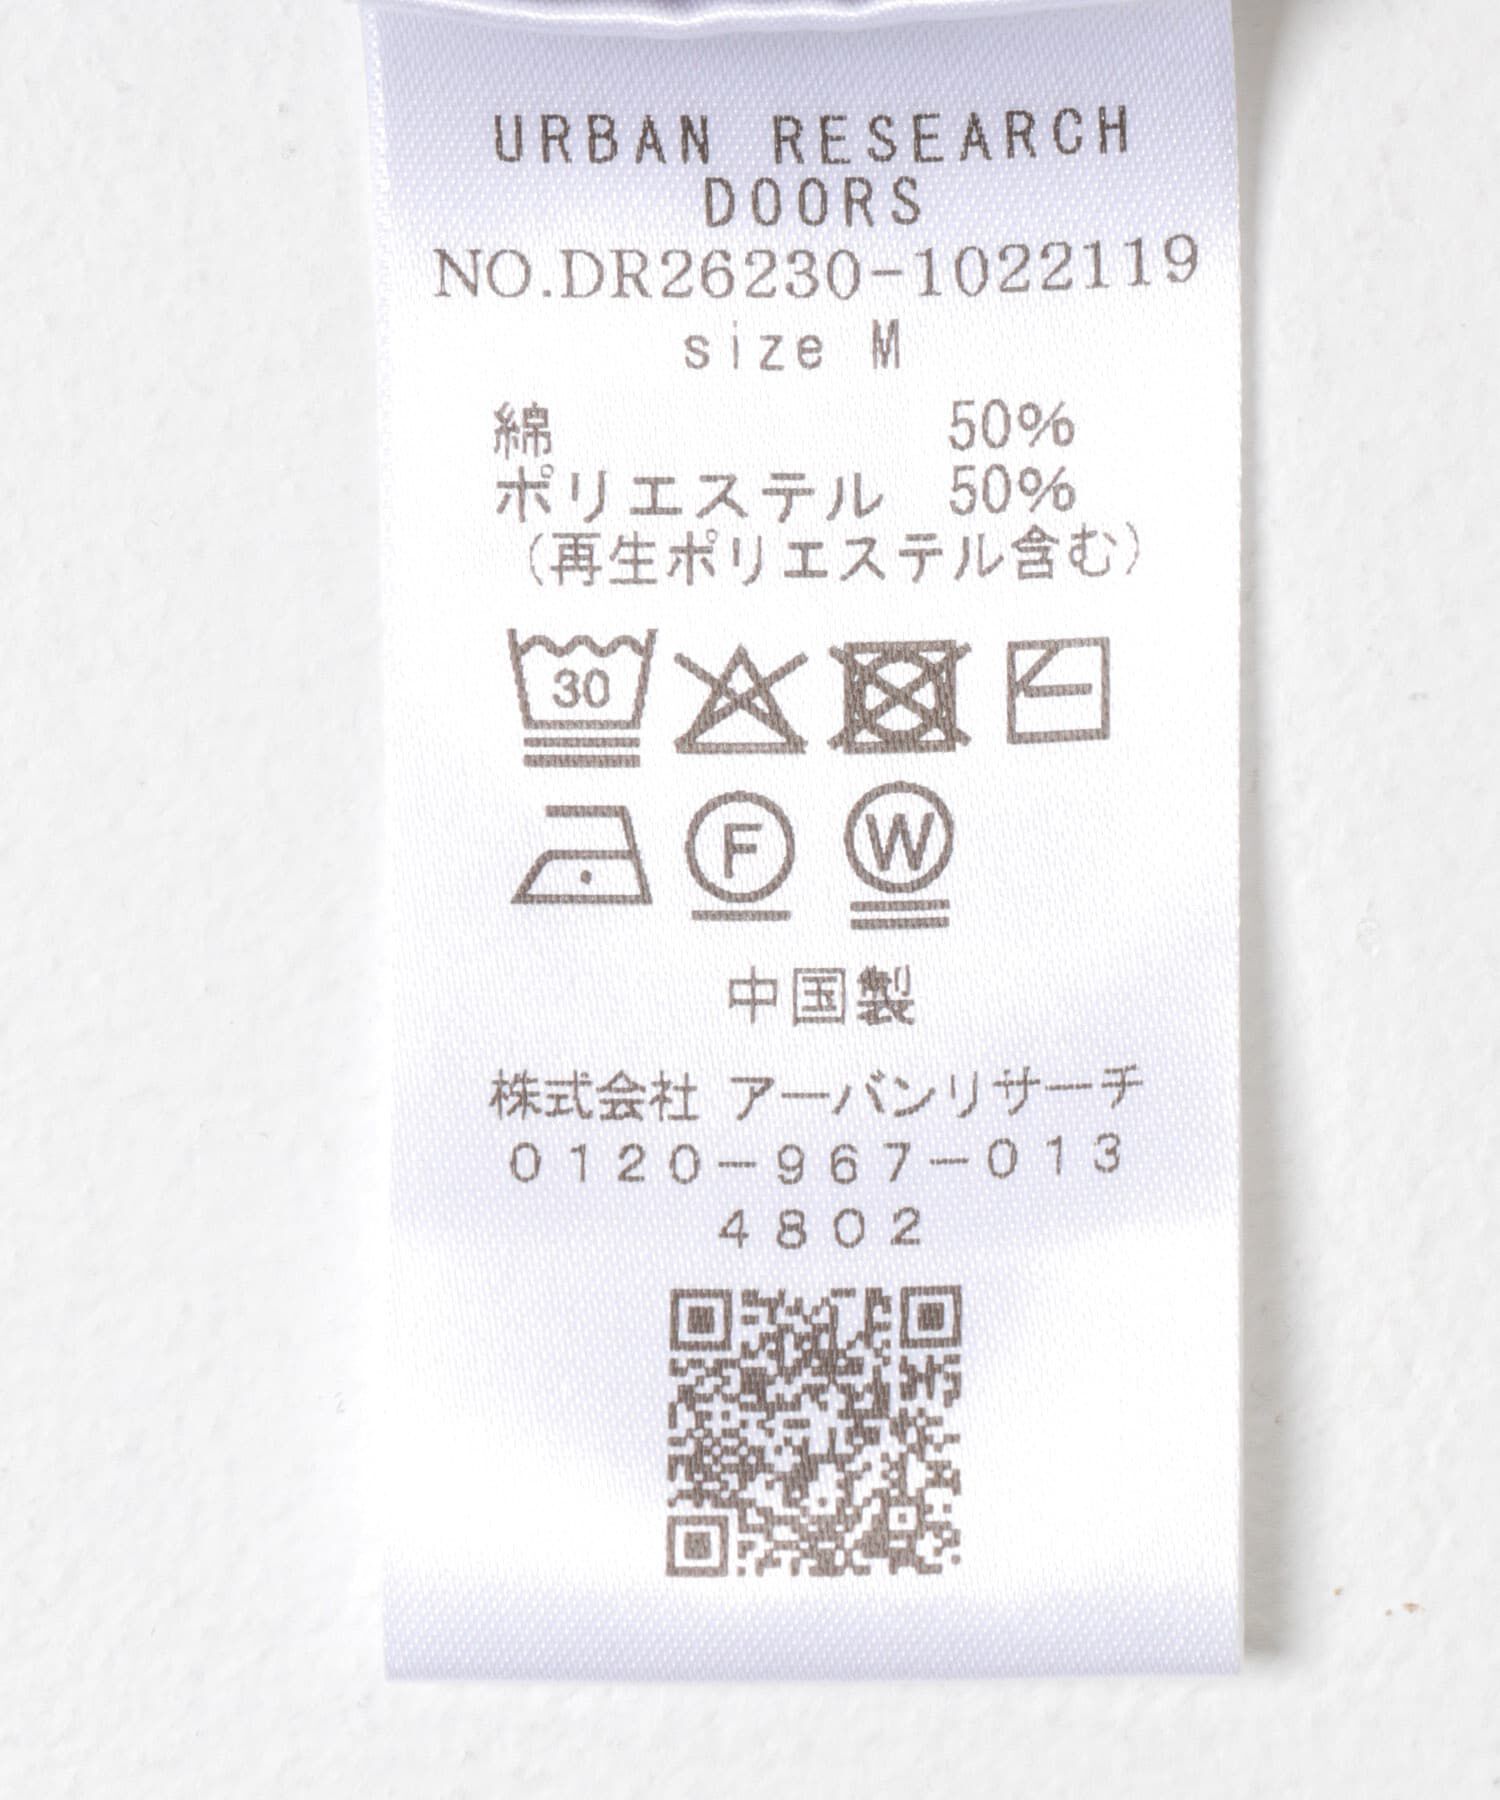 URBAN RESEARCH
DOORS
NO.DR26230-1022119
size M
綿 50%
ポリエステル 50%
(再生ポリエステル含む)
30
F W
中国製
株式会社 アーバンリサーチ
0120-967-013
4802